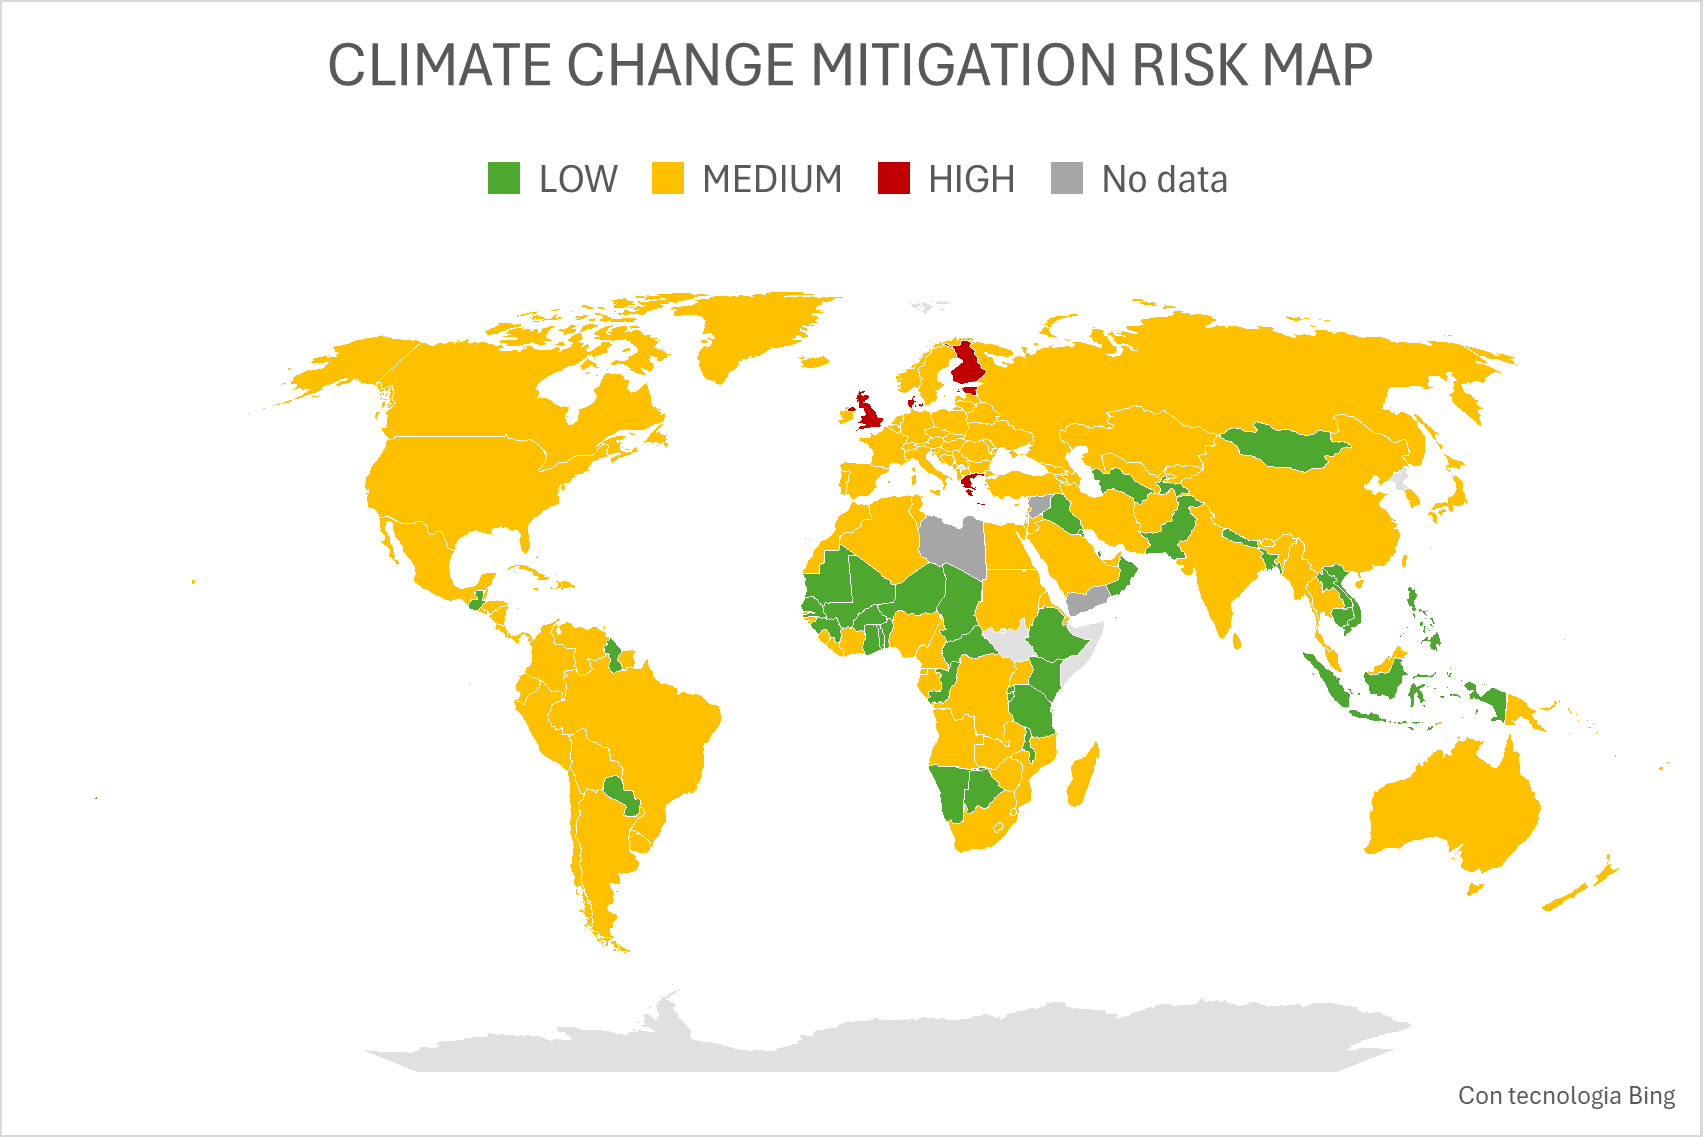 CLIMATE CHANGE MITIGATION RISK MAP
LOW MEDIUM HIGH No data
Con tecnologia Bing